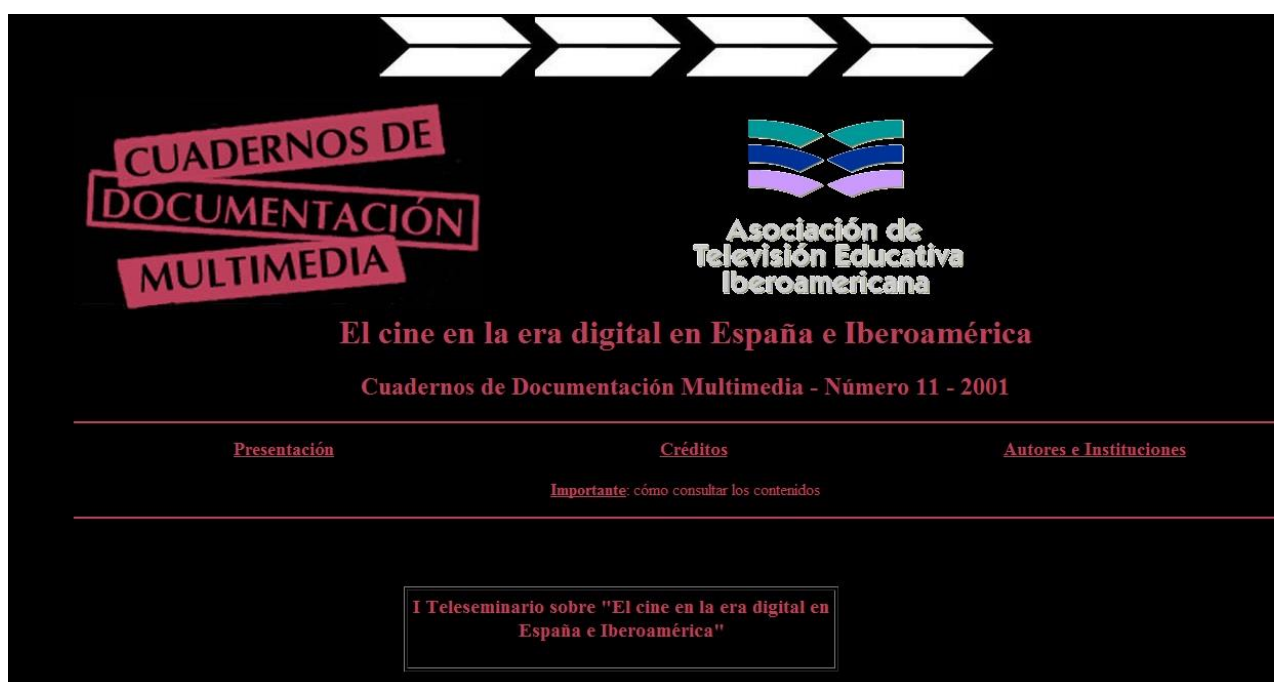 CUADERNOS DE
DOCUMENTACIÓN
MULTIMEDIA
Asociación de
Televisión Educativa
Iberoamericana
El cine en la era digital en España e Iberoamérica
Cuadernos de Documentación Multimedia - Número 11 - 2001
Presentación Créditos Autores e Instituciones
Importante: cómo consultar los contenidos
I Teleseminario sobre "El cine en la era digital en
España e Iberoamérica"